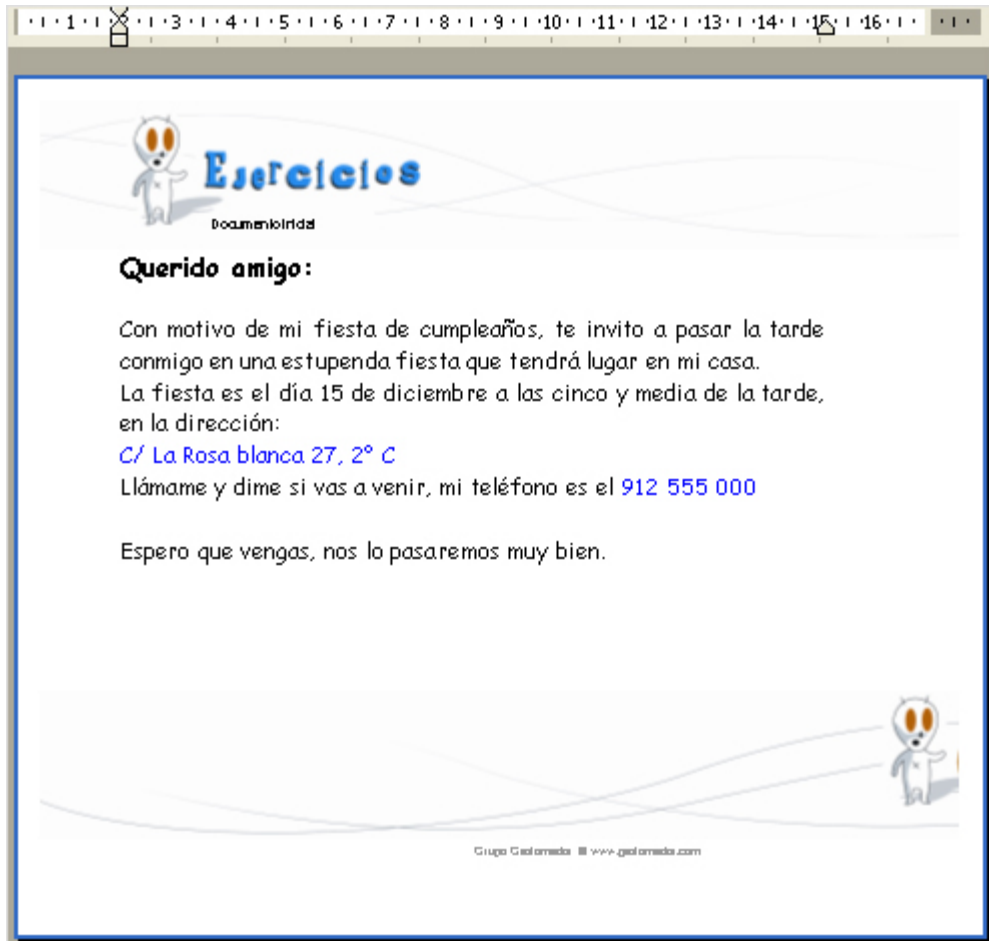 1 2 3 4 5 6 7 8 9 10 11 12 13 14 15 16
Ejercicios
Documento inicial
Querido amigo:
Con motivo de mi fiesta de cumpleaños, te invito a pasar la tarde
conmigo en una estupenda fiesta que tendrá lugar en mi casa.
La fiesta es el día 15 de diciembre a las cinco y media de la tarde,
en la dirección:
C/ La Rosa blanca 27, 2º C
Llámame y dime si vas a venir, mi teléfono es el 912 555 000
Espero que vengas, nos lo pasaremos muy bien.
Grupo